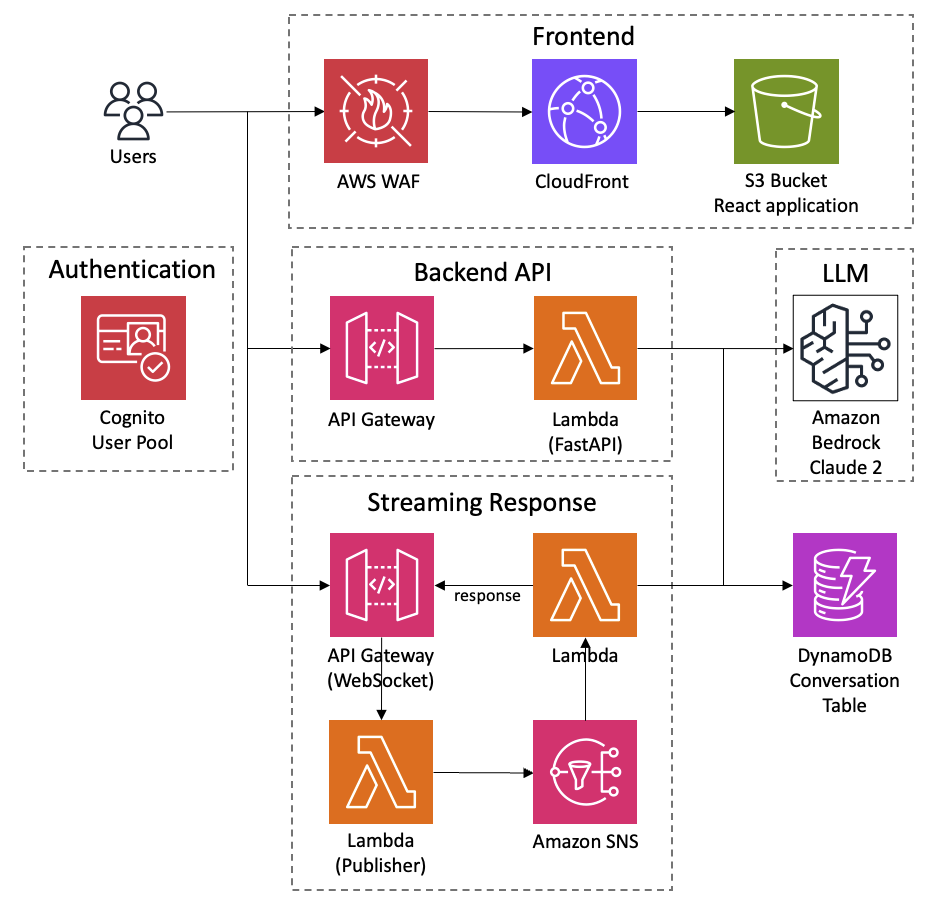 Frontend
Users
AWS WAF
CloudFront
S3 Bucket
React application
Authentication
Cognito
User Pool
Backend API
</>
API Gateway
Lambda
(FastAPI)
LLM
Amazon
Bedrock
Claude 2
Streaming Response
</>
response
API Gateway
(WebSocket)
Lambda
DynamoDB
Conversation
Table
Lambda
(Publisher)
Amazon SNS